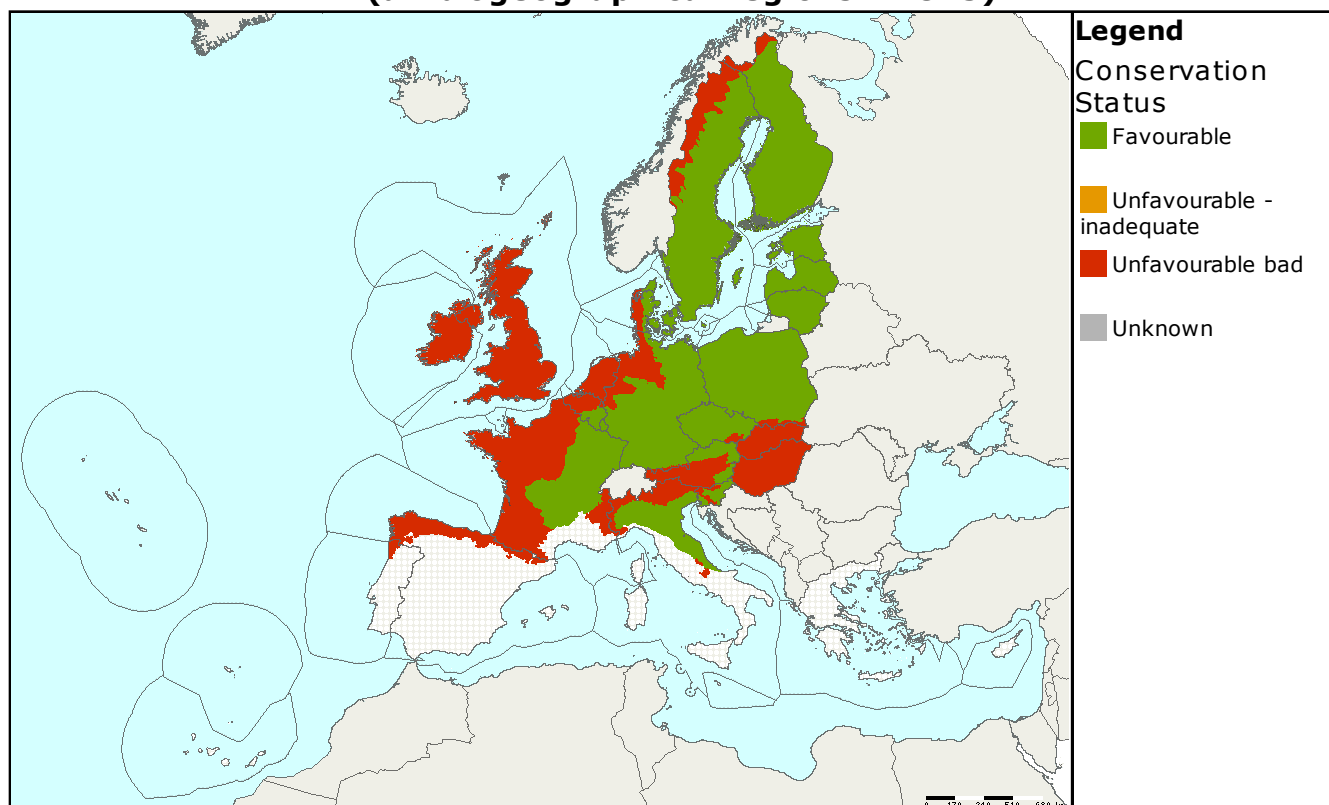 Legend
Conservation
Status
Favourable
Unfavourable -
inadequate
Unfavourable bad
Unknown